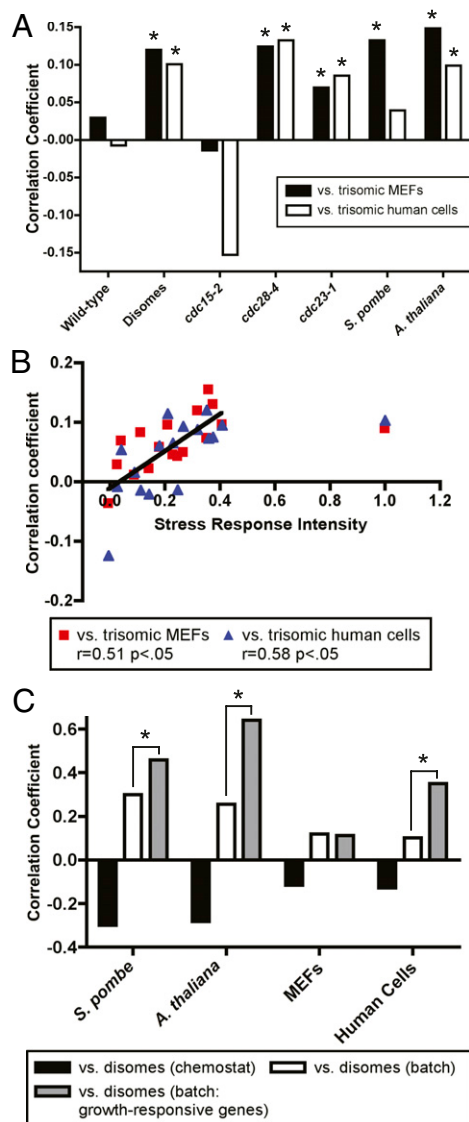 A
Correlation Coefficient
0.15
0.10
0.05
-0.00
-0.05
-0.10
-0.15
* * * * * * * * *
vs. trisomic MEFs
vs. trisomic human cells
Wild-type
Disomes
cdc15-2
cdc28-4
cdc23-1
S. pombe
A. thaliana
B
Correlation coefficient
0.2
0.1
0.0
-0.1
-0.2
0.0 0.2 0.4 0.6 0.8 1.0 1.2
Stress Response Intensity
vs. trisomic MEFs vs. trisomic human cells
r=0.51 p<.05 r=0.58 p<.05
C
Correlation Coefficient
0.6
0.4
0.2
0.0
-0.2
-0.4
* * *
S. pombe
A. thaliana
MEFs
Human Cells
vs. disomes (chemostat) vs. disomes (batch)
vs. disomes (batch:
growth-responsive genes)